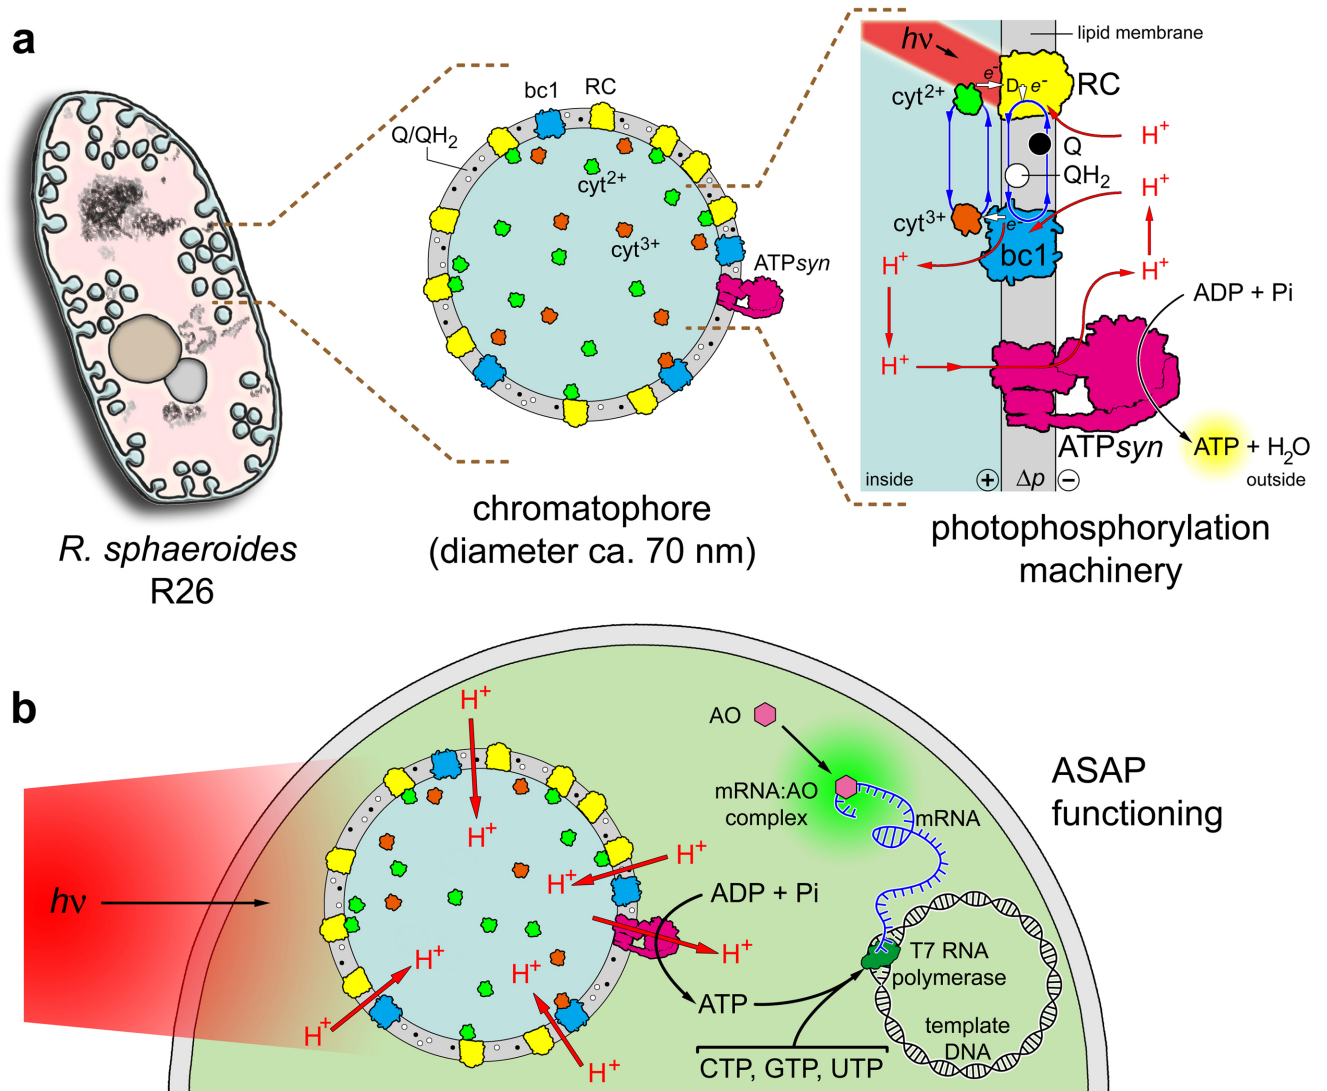 a
R. sphaeroides
R26
bc1
RC
Q/QH2
cyt2+
cyt3+
ATPsyn
chromatophore
(diameter ca. 70 nm)
hν
lipid membrane
e-
D
e-
RC
cyt2+
H+
Q
QH2
H+
cyt3+
e-
bc1
H+
H+
ADP + Pi
H+
ATPsyn
ATP + H2O
inside
+
Δp
−
outside
photophosphorylation
machinery
b
H+
AO
ASAP
functioning
mRNA:AO
complex
mRNA
H+
H+
H+
hν
ADP + Pi
H+
H+
H+
T7 RNA
polymerase
ATP
H+
template
DNA
CTP, GTP, UTP
H+